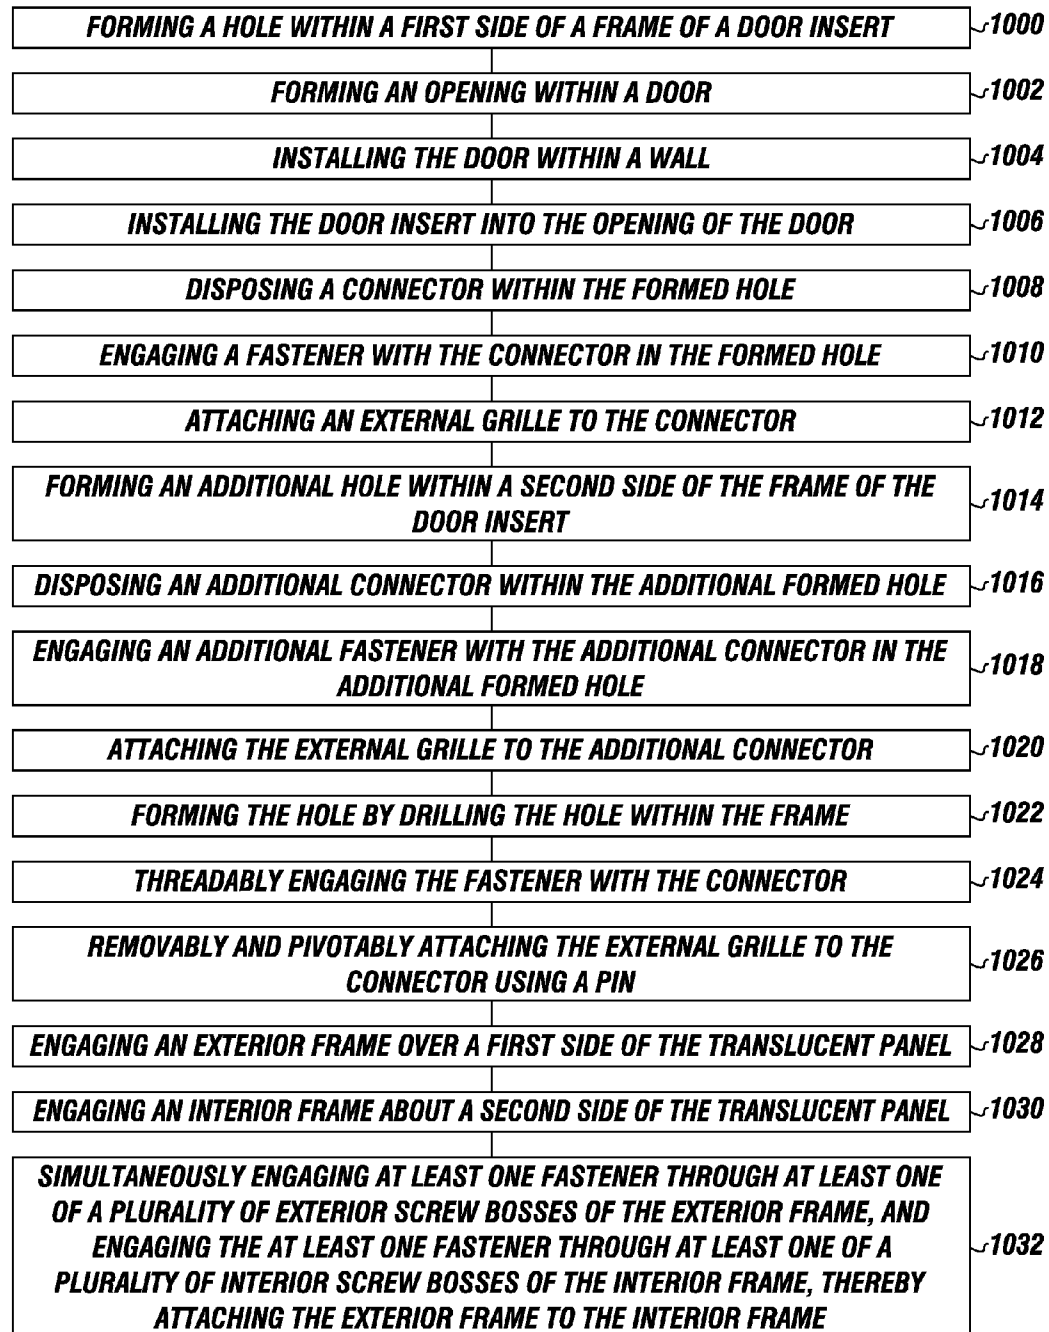 FORMING A HOLE WITHIN A FIRST SIDE OF A FRAME OF A DOOR INSERT 1000
FORMING AN OPENING WITHIN A DOOR 1002
INSTALLING THE DOOR WITHIN A WALL 1004
INSTALLING THE DOOR INSERT INTO THE OPENING OF THE DOOR 1006
DISPOSING A CONNECTOR WITHIN THE FORMED HOLE 1008
ENGAGING A FASTENER WITH THE CONNECTOR IN THE FORMED HOLE 1010
ATTACHING AN EXTERNAL GRILLE TO THE CONNECTOR 1012
FORMING AN ADDITIONAL HOLE WITHIN A SECOND SIDE OF THE FRAME OF THE
DOOR INSERT 1014
DISPOSING AN ADDITIONAL CONNECTOR WITHIN THE ADDITIONAL FORMED HOLE 1016
ENGAGING AN ADDITIONAL FASTENER WITH THE ADDITIONAL CONNECTOR IN THE
ADDITIONAL FORMED HOLE 1018
ATTACHING THE EXTERNAL GRILLE TO THE ADDITIONAL CONNECTOR 1020
FORMING THE HOLE BY DRILLING THE HOLE WITHIN THE FRAME 1022
THREADABLY ENGAGING THE FASTENER WITH THE CONNECTOR 1024
REMOVABLY AND PIVOTABLY ATTACHING THE EXTERNAL GRILLE TO THE
CONNECTOR USING A PIN 1026
ENGAGING AN EXTERIOR FRAME OVER A FIRST SIDE OF THE TRANSLUCENT PANEL 1028
ENGAGING AN INTERIOR FRAME ABOUT A SECOND SIDE OF THE TRANSLUCENT PANEL 1030
SIMULTANEOUSLY ENGAGING AT LEAST ONE FASTENER THROUGH AT LEAST ONE
OF A PLURALITY OF EXTERIOR SCREW BOSSES OF THE EXTERIOR FRAME, AND
ENGAGING THE AT LEAST ONE FASTENER THROUGH AT LEAST ONE OF A
PLURALITY OF INTERIOR SCREW BOSSES OF THE INTERIOR FRAME, THEREBY
ATTACHING THE EXTERIOR FRAME TO THE INTERIOR FRAME 1032